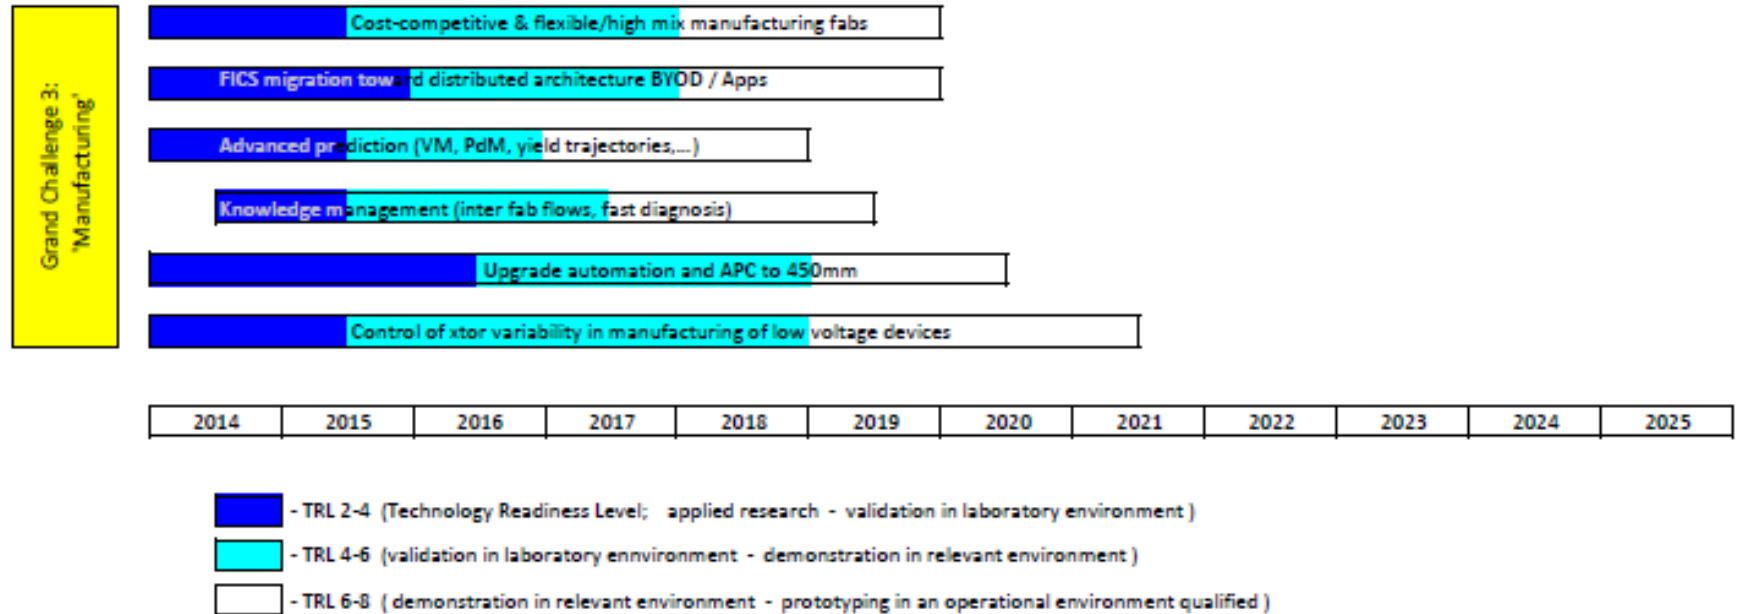 Grand Challenge 3:
'Manufacturing'
Cost-competitive & flexible/high mix manufacturing fabs
FICS migration toward distributed architecture BYOD / Apps
Advanced prediction (VM, PdM, yield trajectories,...)
Knowledge management (inter fab flows, fast diagnosis)
Upgrade automation and APC to 450mm
Control of xtor variability in manufacturing of low voltage devices
2014 2015 2016 2017 2018 2019 2020 2021 2022 2023 2024 2025
- TRL 2-4 (Technology Readiness Level; applied research - validation in laboratory environment )
- TRL 4-6 (validation in laboratory ennvironment - demonstration in relevant environment )
- TRL 6-8 ( demonstration in relevant environment - prototyping in an operational environment qualified )